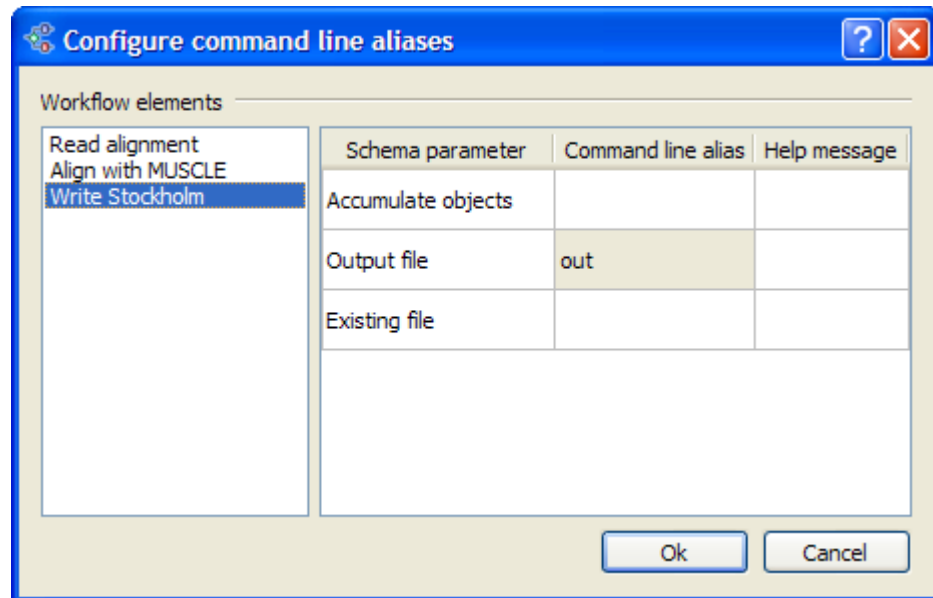 Configure command line aliases
Workflow elements
Read alignment
Align with MUSCLE
Write Stockholm
Schema parameter Command line alias Help message
Accumulate objects
Output file out
Existing file
Ok Cancel